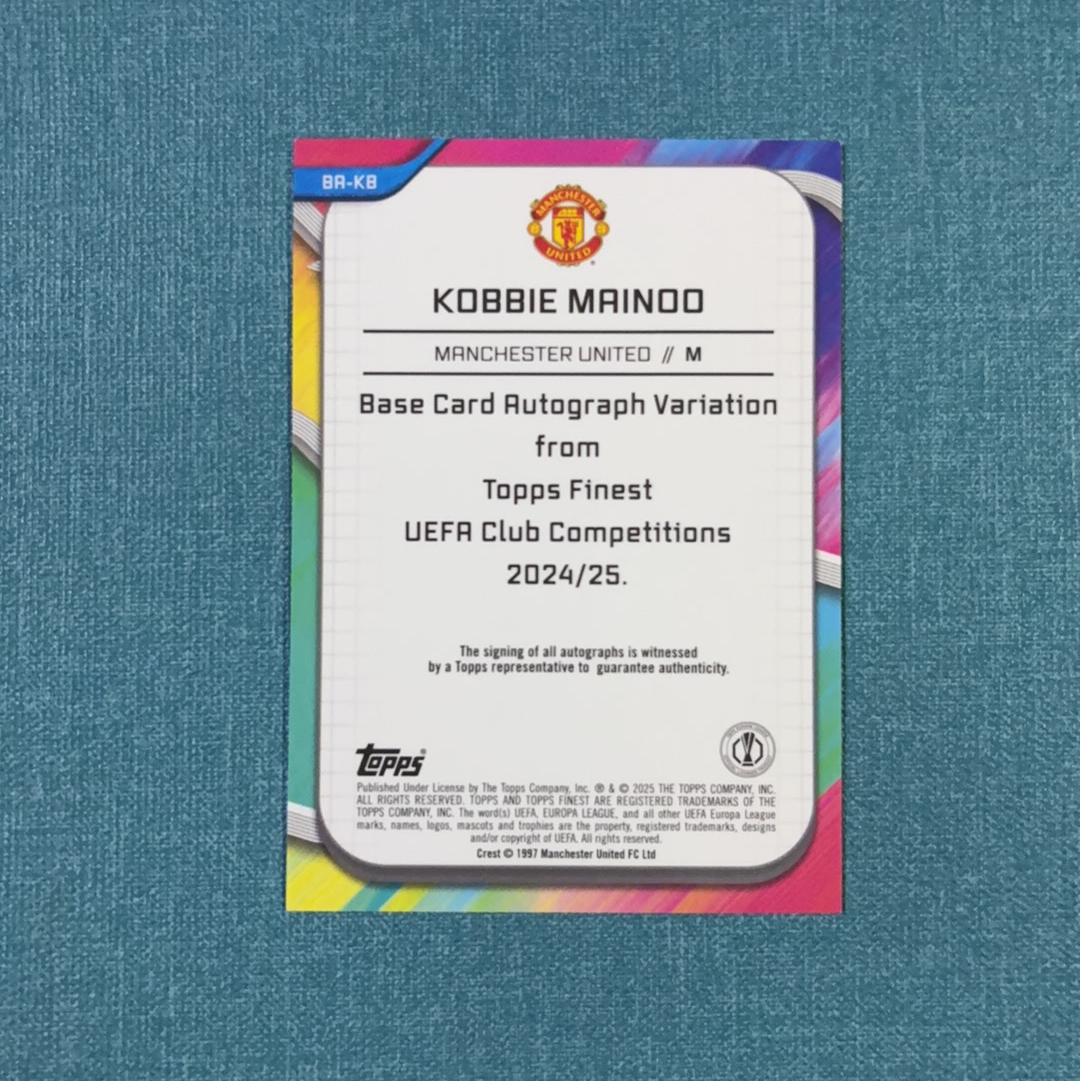 BA-KB
MANCHESTER
UNITED
KOBBIE MAINOO
MANCHESTER UNITED // M
Base Card Autograph Variation
from
Topps Finest
UEFA Club Competitions
2024/25.
The signing of all autographs is witnessed
by a Topps representative to guarantee authenticity.
Topps®
Published Under License by The Topps Company, Inc. ® & © 2025 THE TOPPS COMPANY, INC.
ALL RIGHTS RESERVED. TOPPS AND TOPPS FINEST ARE REGISTERED TRADEMARKS OF THE
TOPPS COMPANY, INC. The word(s) UEFA, EUROPA LEAGUE, and all other UEFA Europa League
marks, names, logos, mascots and trophies are the property, registered trademarks, designs
and/or copyright of UEFA. All rights reserved.
Crest © 1997 Manchester United FC Ltd